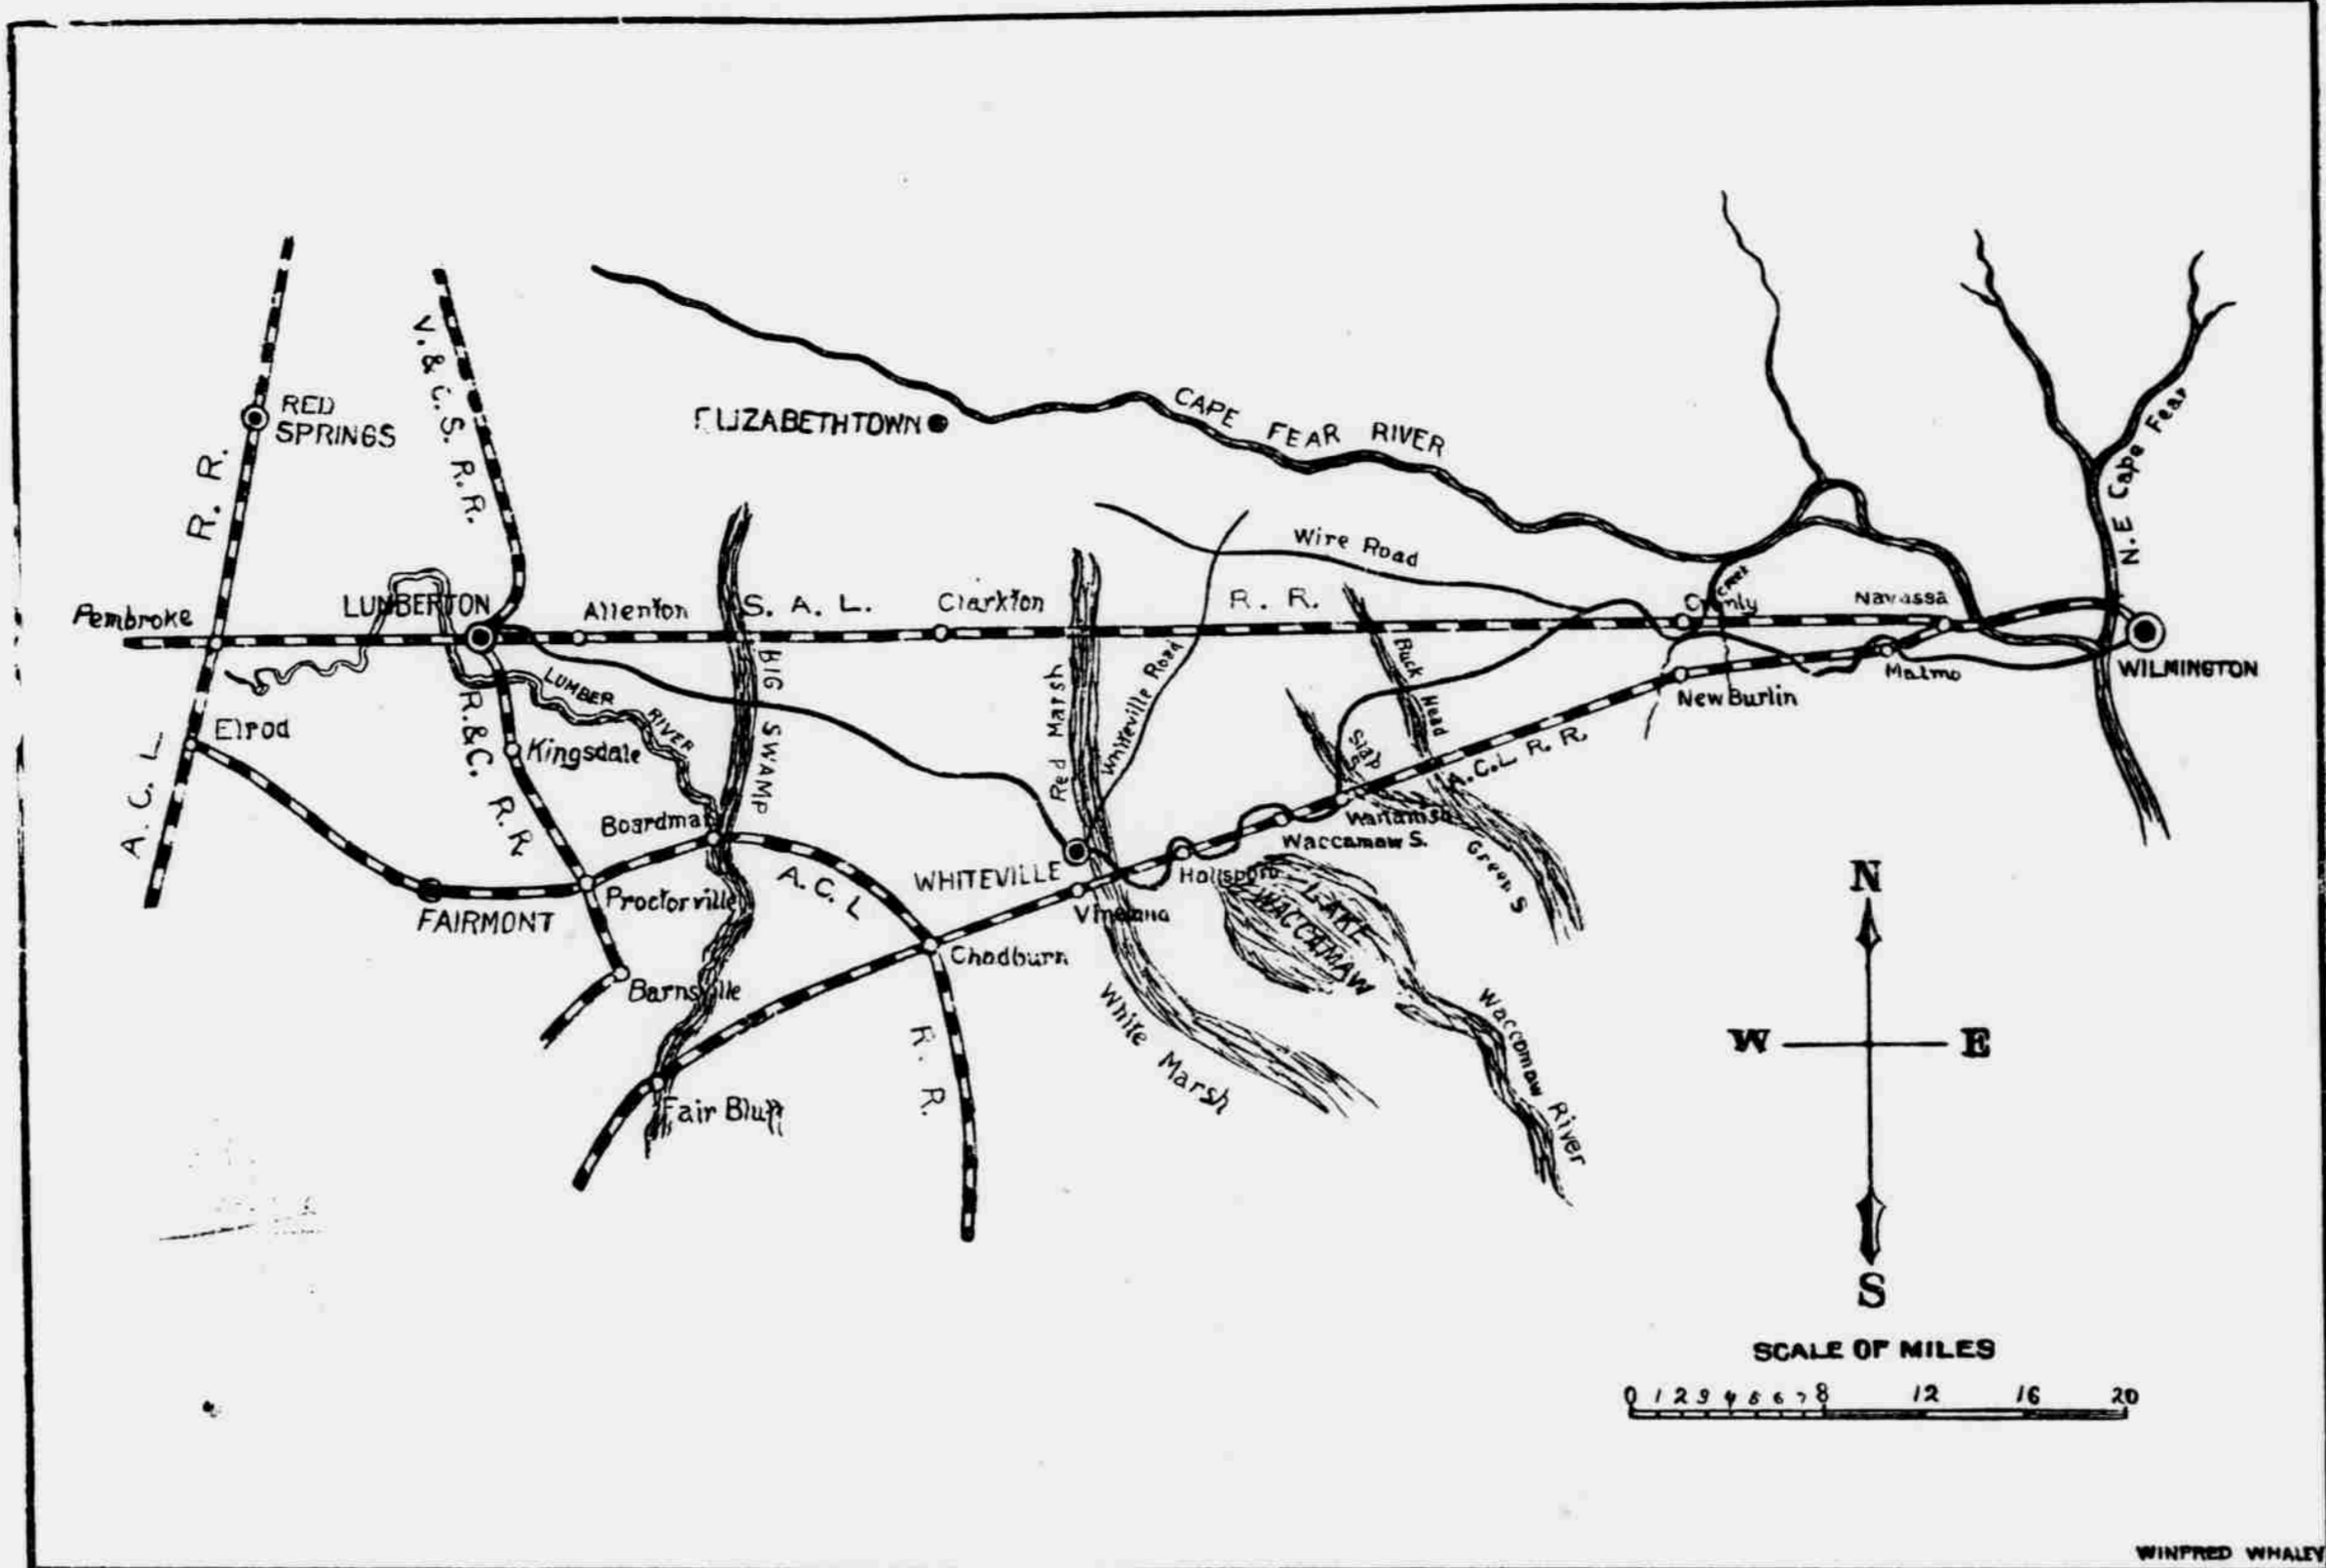 RED
SPRINGS
R. R.
V. & C. S. R. R.
ELIZABETHTOWN
CAPE FEAR RIVER
N.E Cape Fear
Wire Road
Pembroke
LUMBERTON
Allenton
S. A. L.
Clarkton
R. R.
Creek
Navassa
WILMINGTON
Malmo
New Burlin
BIG SWAMP
Red Marsh
Whiteville Road
Buck Head
Slap
A.C.L R. R.
Elrod
A. C. L
R.&C. R. R.
LUMBER RIVER
Kingsdale
Boardman
WHITEVILLE
Hallsboro
Waccamaw S.
Green S
FAIRMONT
Proctorville
A. C. L
R. R.
Chadburn
LAKE
WACCAMAW
Barnsville
White Marsh
Waccamaw River
Fair Bluff
N
W E
S
SCALE OF MILES
0 1 2 3 4 5 6 7 8 12 16 20
WINFRED WHALEY